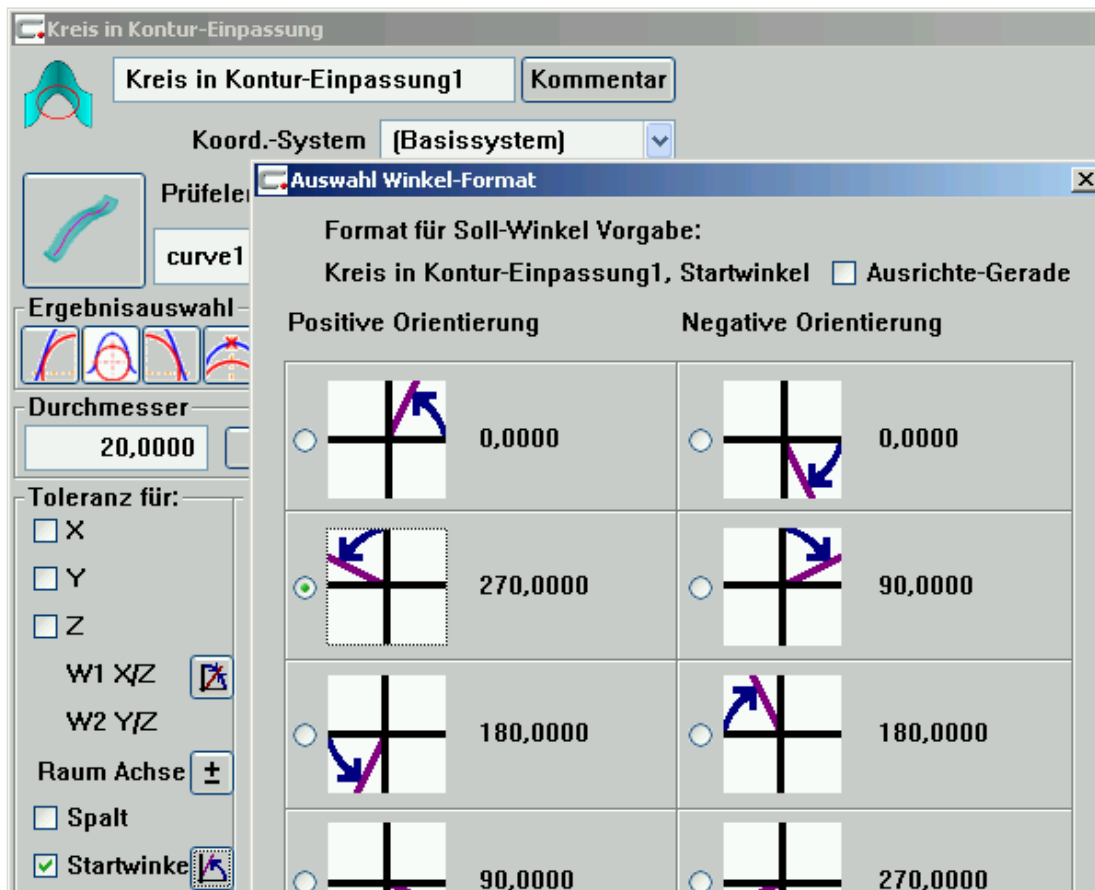 Kreis in Kontur-Einpassung
Kreis in Kontur-Einpassung1
Kommentar
Koord.-System (Basissystem)
Auswahl Winkel-Format
curve1
Format für Soll-Winkel Vorgabe:
Kreis in Kontur-Einpassung1, Startwinkel Ausrichte-Gerade
Ergebnisauswahl
Positive Orientierung Negative Orientierung
Durchmesser
20,0000
0,0000 0,0000
Toleranz für:
X
Y
Z
270,0000 90,0000
W1 X/Z
W2 Y/Z
180,0000 180,0000
Raum Achse ±
Spalt
Startwinke
90,0000 270,0000